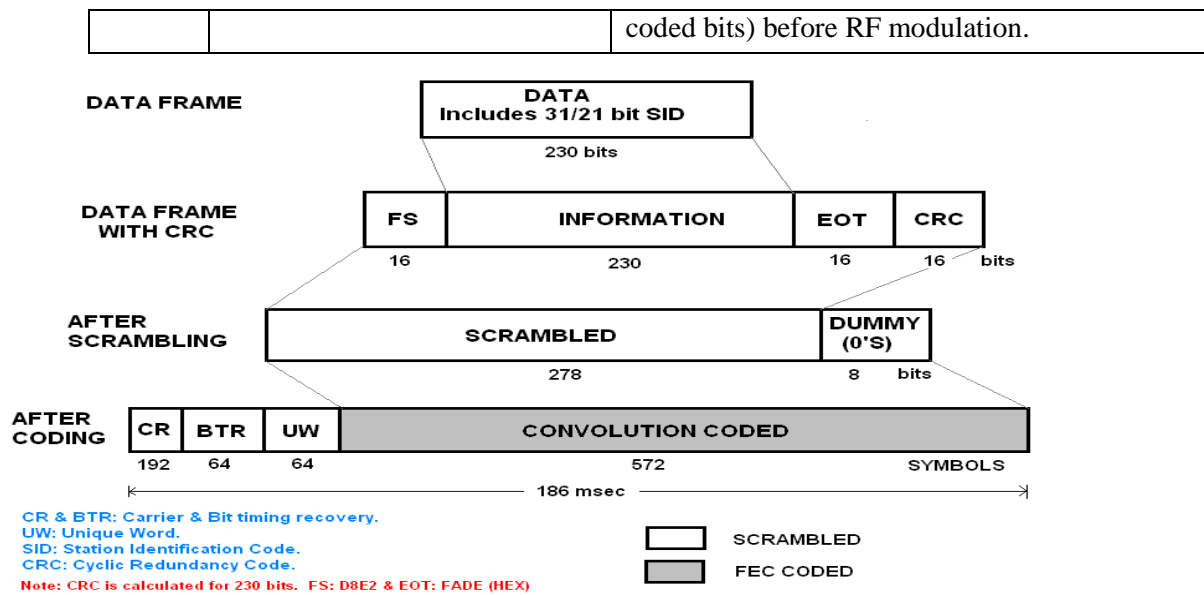 coded bits) before RF modulation.
DATA FRAME
DATA
Includes 31/21 bit SID
230 bits
DATA FRAME
WITH CRC
FS
INFORMATION
EOT
CRC
16
230
16
16
bits
AFTER
SCRAMBLING
SCRAMBLED
DUMMY
(0'S)
278
8
bits
AFTER
CODING
CR
BTR
UW
CONVOLUTION CODED
192
64
64
572
SYMBOLS
186 msec
CR & BTR: Carrier & Bit timing recovery.
UW: Unique Word.
SID: Station Identification Code.
CRC: Cyclic Redundancy Code.
Note: CRC is calculated for 230 bits. FS: D8E2 & EOT: FADE (HEX)
SCRAMBLED
FEC CODED